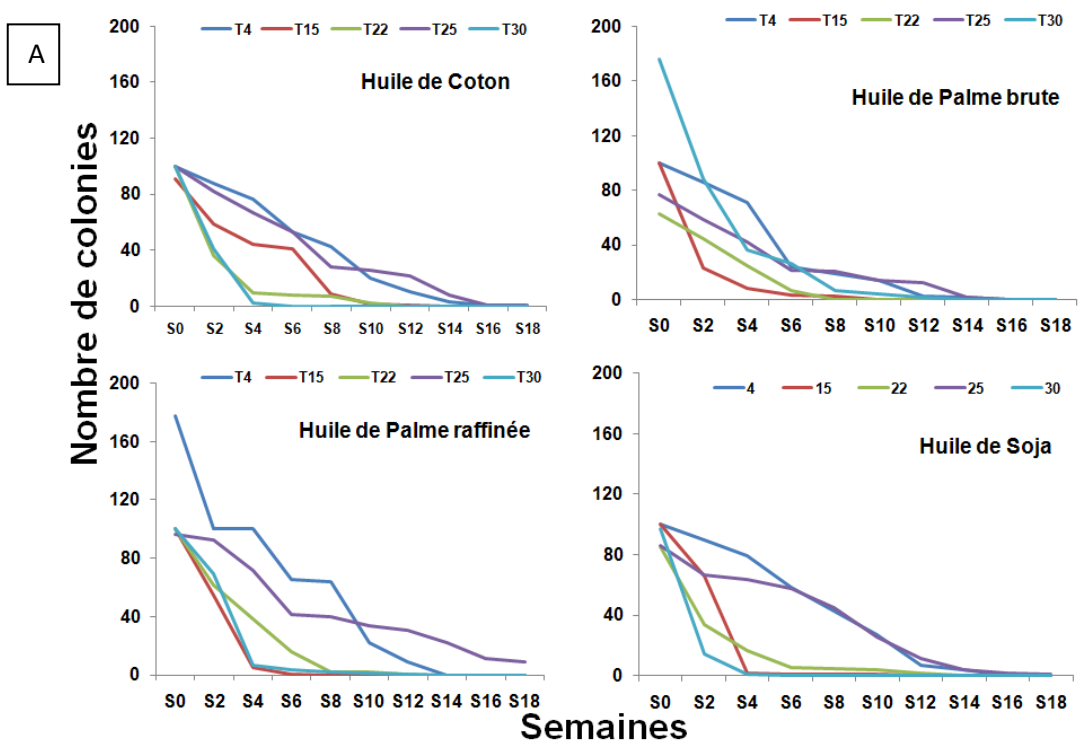 A
Nombre de colonies
T4 T15 T22 T25 T30
Huile de Coton
200
160
120
80
40
0
S0 S2 S4 S6 S8 S10 S12 S14 S16 S18
T4 T15 T22 T25 T30
Huile de Palme brute
200
160
120
80
40
0
S0 S2 S4 S6 S8 S10 S12 S14 S16 S18
T4 T15 T22 T25 T30
Huile de Palme raffinée
200
160
120
80
40
0
S0 S2 S4 S6 S8 S10 S12 S14 S16 S18
4 15 22 25 30
Huile de Soja
200
160
120
80
40
0
S0 S2 S4 S6 S8 S10 S12 S14 S16 S18
Semaines